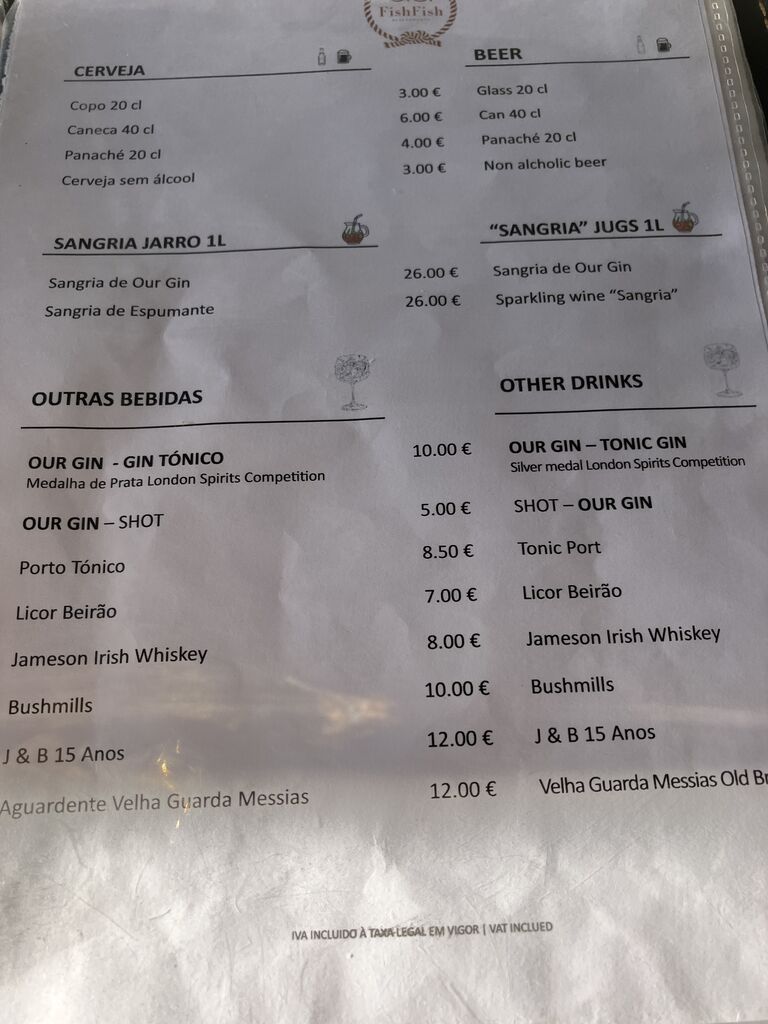 FishFish
CERVEJA
Copo 20 cl
Caneca 40 cl
Panaché 20 cl
Cerveja sem álcool
3.00 €
6.00 €
4.00 €
3.00 €
BEER
Glass 20 cl
Can 40 cl
Panaché 20 cl
Non alcholic beer
SANGRIA JARRO 1L
Sangria de Our Gin
Sangria de Espumante
26.00 €
26.00 €
"SANGRIA" JUGS 1L
Sangria de Our Gin
Sparkling wine "Sangria"
OUTRAS BEBIDAS
OUR GIN - GIN TÓNICO
Medalha de Prata London Spirits Competition
OUR GIN – SHOT
Porto Tónico
Licor Beirão
Jameson Irish Whiskey
Bushmills
J & B 15 Anos
Aguardente Velha Guarda Messias
10.00 €
5.00 €
8.50 €
7.00 €
8.00 €
10.00 €
12.00 €
12.00 €
OTHER DRINKS
OUR GIN – TONIC GIN
Silver medal London Spirits Competition
SHOT – OUR GIN
Tonic Port
Licor Beirão
Jameson Irish Whiskey
Bushmills
J & B 15 Anos
Velha Guarda Messias Old Br
IVA INCLUIDO À TAXA LEGAL EM VIGOR | VAT INCLUED